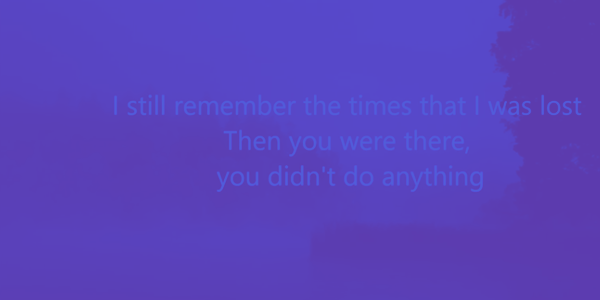 I still remember the times that I was lost
Then you were there,
you didn't do anything